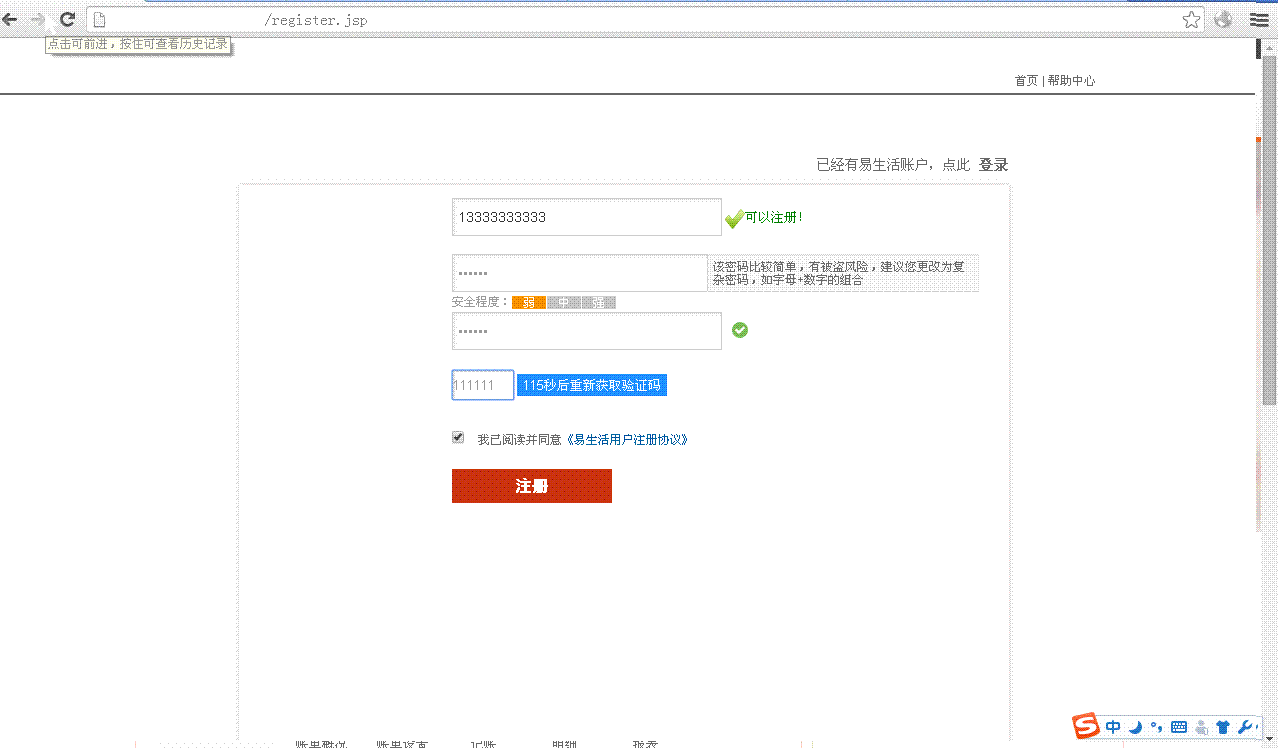 /register.jsp
点击可前进，按住可查看历史记录
首页 | 帮助中心
已经有易生活账户，点此 登录
13333333333
可以注册！
••••••
该密码比较简单，有被盗风险，建议您更改为复
杂密码，如字母+数字的组合
安全程度： 弱 中 强
••••••
111111
115秒后重新获取验证码
我已阅读并同意《易生活用户注册协议》
注册
中